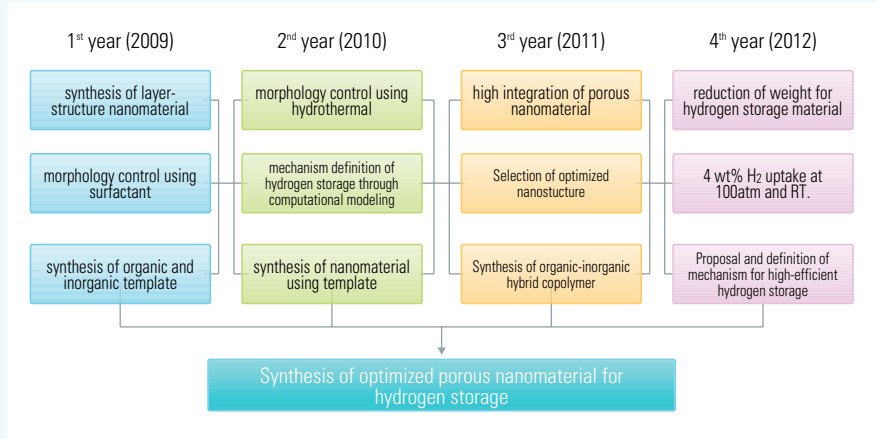 1st year (2009)
synthesis of layer-
structure nanomaterial
morphology control using
surfactant
synthesis of organic and
inorganic template
2nd year (2010)
morphology control using
hydrothermal
mechanism definition of
hydrogen storage through
computational modeling
synthesis of nanomaterial
using template
3rd year (2011)
high integration of porous
nanomaterial
Selection of optimized
nanostucture
Synthesis of organic-inorganic
hybrid copolymer
4th year (2012)
reduction of weight for
hydrogen storage material
4 wt% H2 uptake at
100atm and RT.
Proposal and definition of
mechanism for high-efficient
hydrogen storage
Synthesis of optimized porous nanomaterial for
hydrogen storage